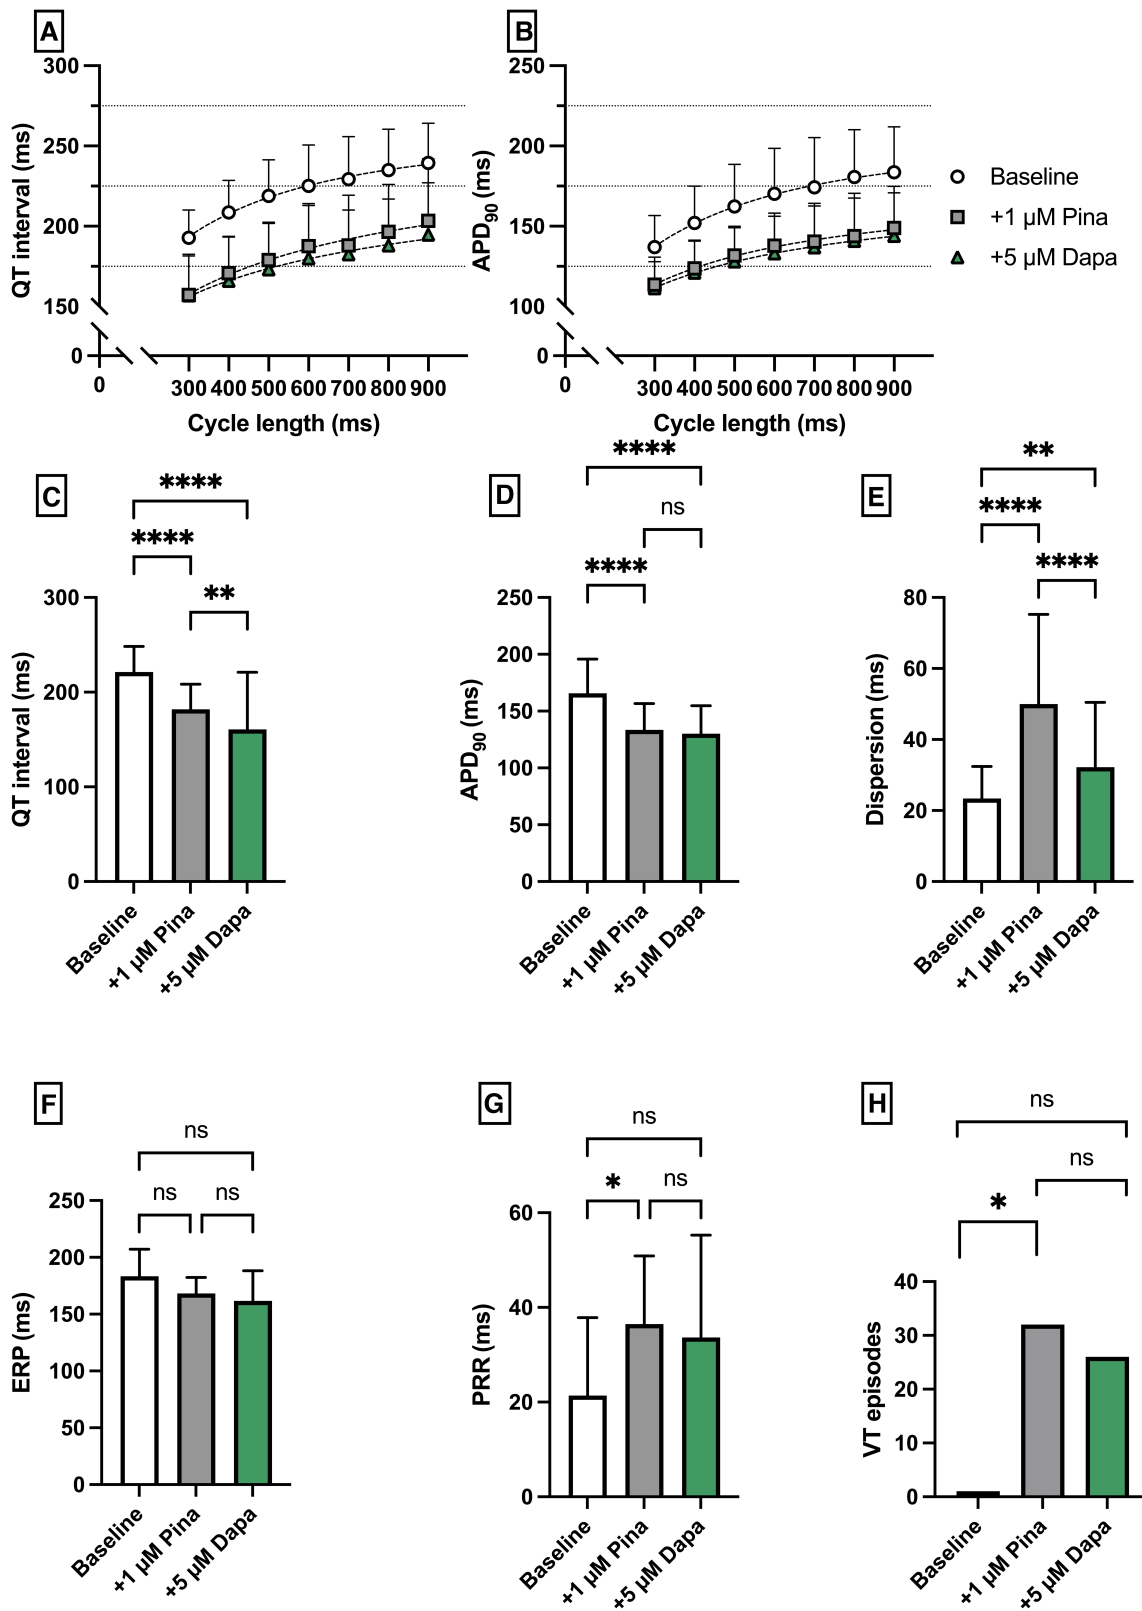 A
B
300
250
200
150
0
QT interval (ms)
0
300 400 500 600 700 800 900
Cycle length (ms)
250
200
150
100
0
APD90 (ms)
0
300 400 500 600 700 800 900
Cycle length (ms)
Baseline
+1 µM Pina
+5 µM Dapa
C
****
****
**
300
200
100
0
QT interval (ms)
Baseline
+1 µM Pina
+5 µM Dapa
D
****
ns
****
250
200
150
100
50
0
APD90 (ms)
Baseline
+1 µM Pina
+5 µM Dapa
E
**
****
****
80
60
40
20
0
Dispersion (ms)
Baseline
+1 µM Pina
+5 µM Dapa
F
ns
ns ns
250
200
150
100
50
0
ERP (ms)
Baseline
+1 µM Pina
+5 µM Dapa
G
ns
* ns
60
40
20
0
PRR (ms)
Baseline
+1 µM Pina
+5 µM Dapa
H
ns
ns
*
40
30
20
10
0
VT episodes
Baseline
+1 µM Pina
+5 µM Dapa